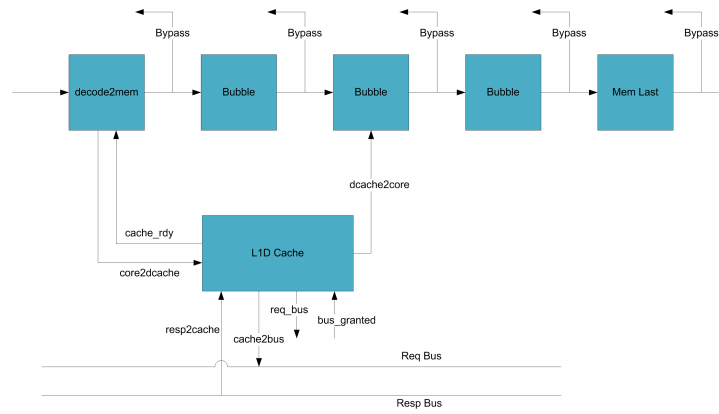 Bypass
Bypass
Bypass
Bypass
Bypass
decode2mem
Bubble
Bubble
Bubble
Mem Last
dcache2core
cache_rdy
L1D Cache
core2dcache
req_bus
bus_granted
resp2cache
cache2bus
Req Bus
Resp Bus